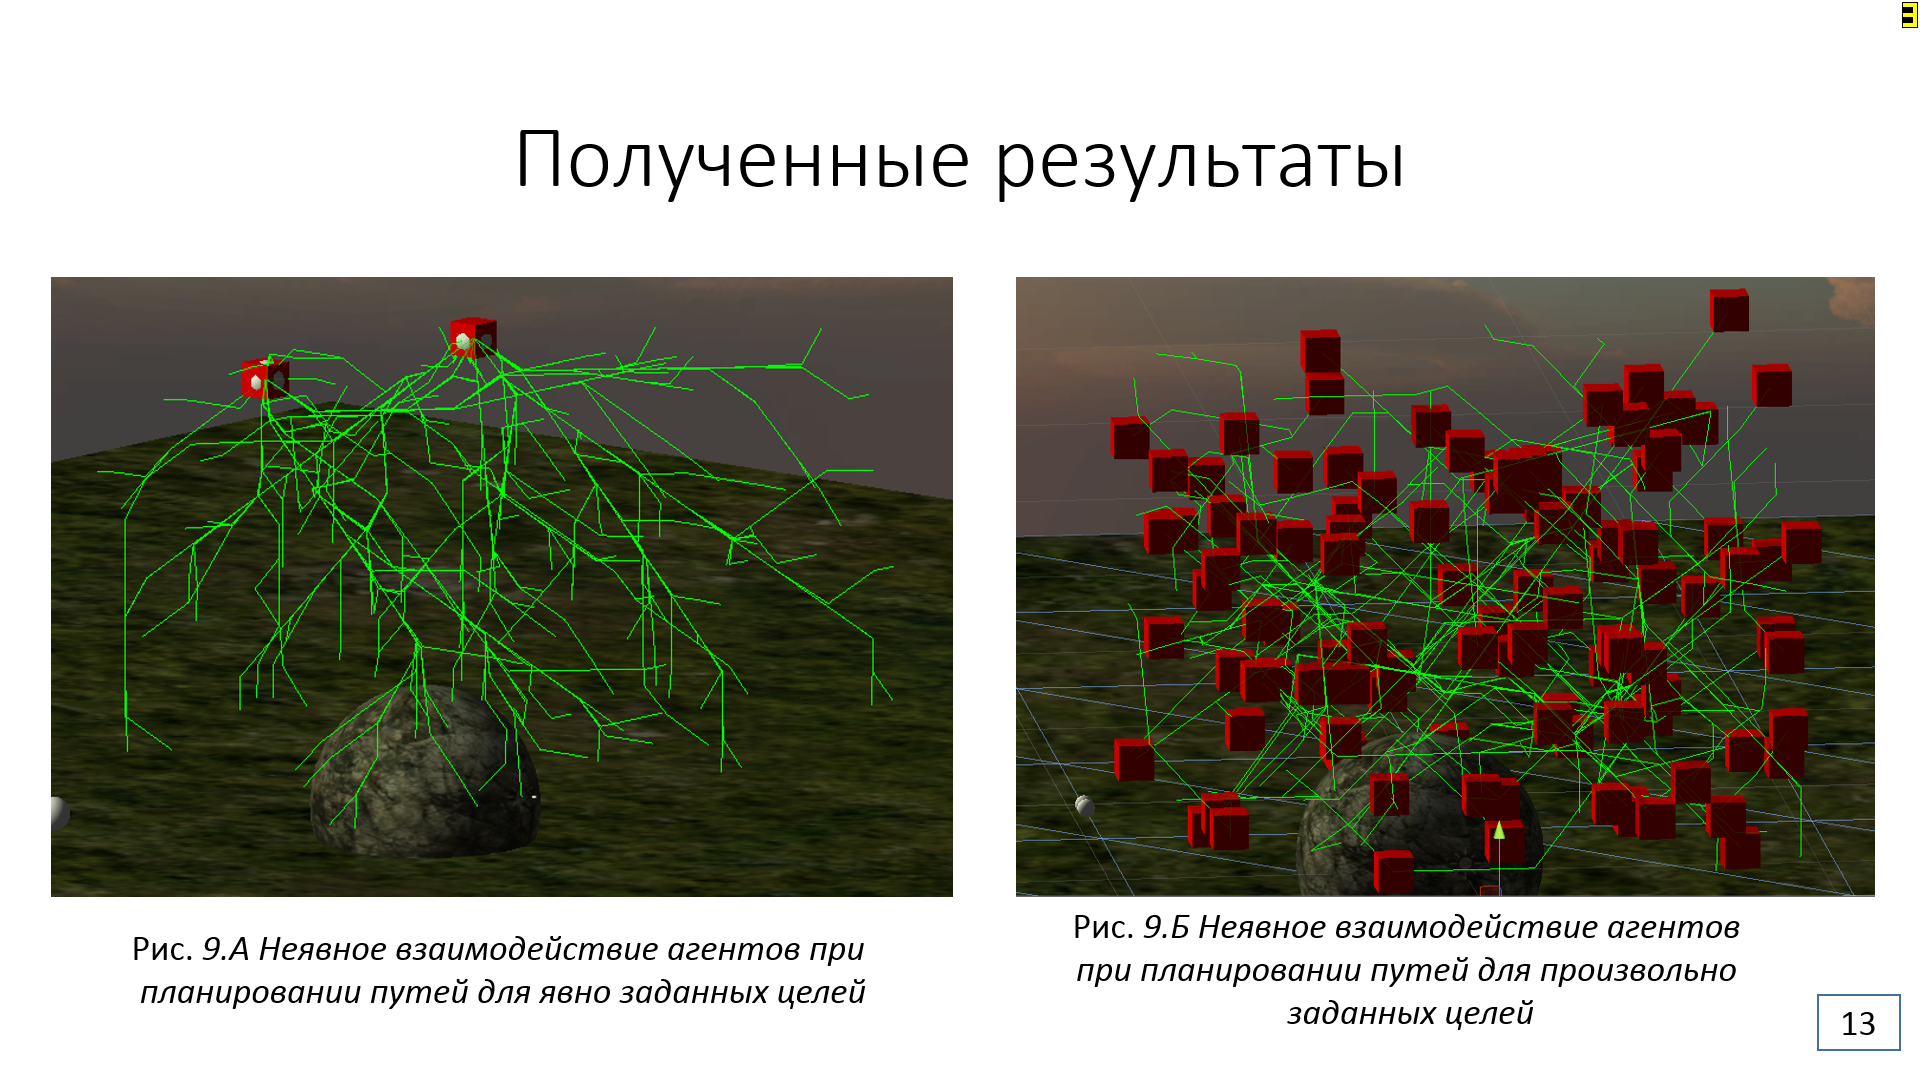 Полученные результаты
Рис. 9.А Неявное взаимодействие агентов при
планировании путей для явно заданных целей
Рис. 9.Б Неявное взаимодействие агентов
при планировании путей для произвольно
заданных целей
13